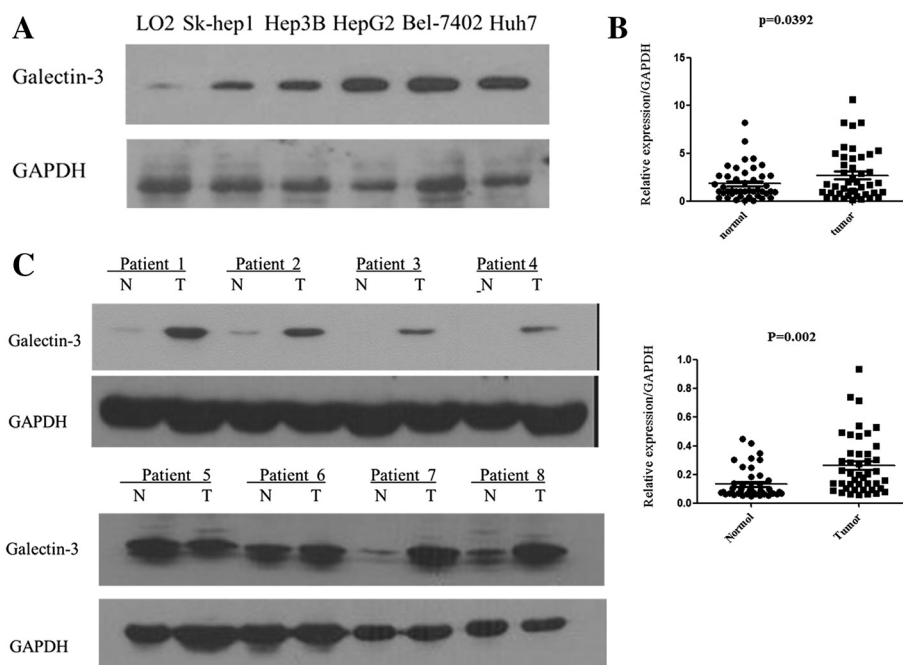 A
LO2 Sk-hep1 Hep3B HepG2 Bel-7402 Huh7
Galectin-3
GAPDH
B
p=0.0392
Relative expression/GAPDH
15
10
5
0
normal
tumor
C
Patient 1 Patient 2 Patient 3 Patient 4
N T N T N T N T
Galectin-3
GAPDH
Patient 5 Patient 6 Patient 7 Patient 8
N T N T N T N T
Galectin-3
GAPDH
P=0.002
Relative expression/GAPDH
1.0
0.8
0.6
0.4
0.2
0.0
Normol
Tumor